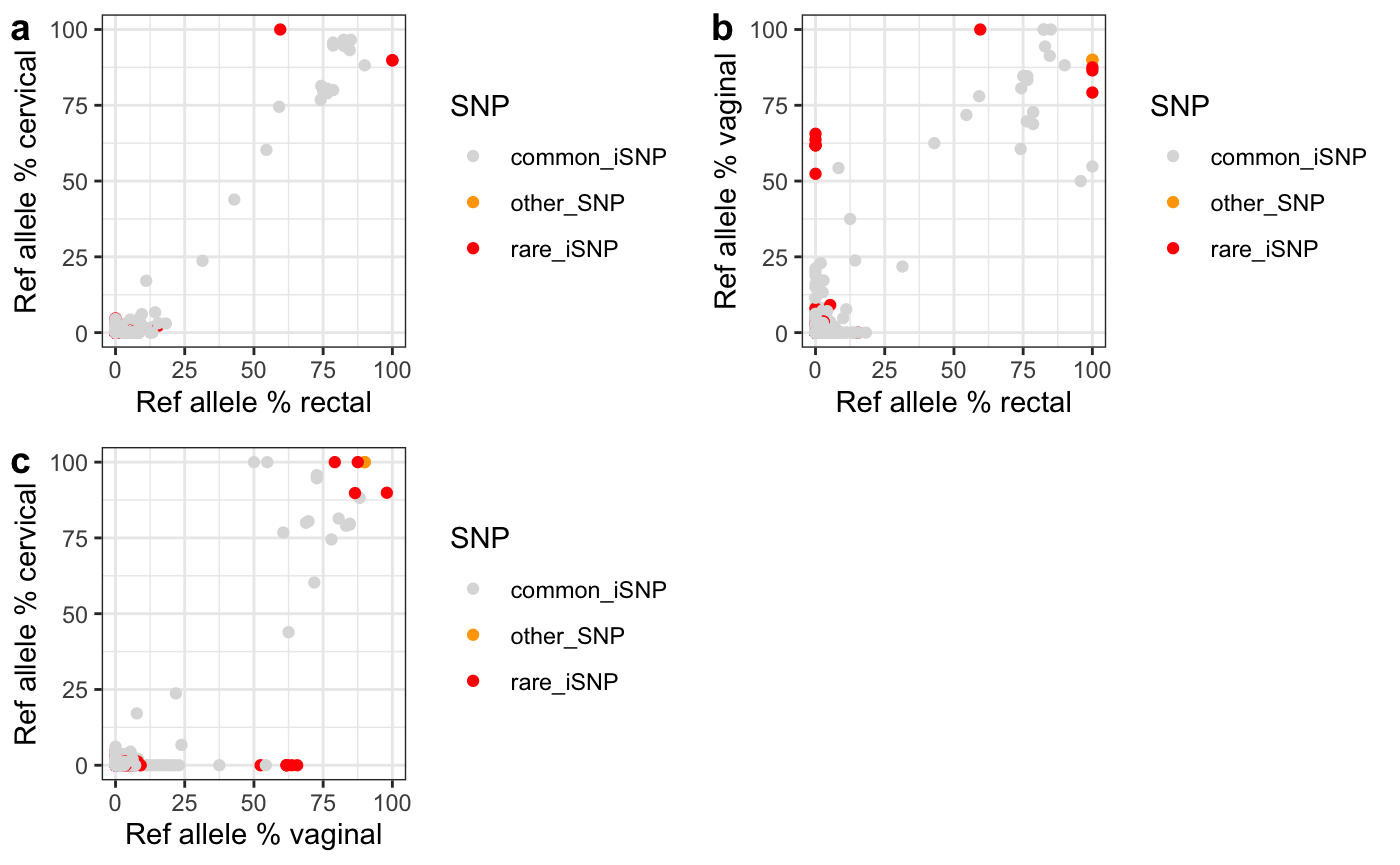 a
Ref allele % cervical
100
75
50
25
0
0 25 50 75 100
Ref allele % rectal
SNP
common_iSNP
other_SNP
rare_iSNP
b
Ref allele % vaginal
100
75
50
25
0
0 25 50 75 100
Ref allele % rectal
SNP
common_iSNP
other_SNP
rare_iSNP
c
Ref allele % cervical
100
75
50
25
0
0 25 50 75 100
Ref allele % vaginal
SNP
common_iSNP
other_SNP
rare_iSNP